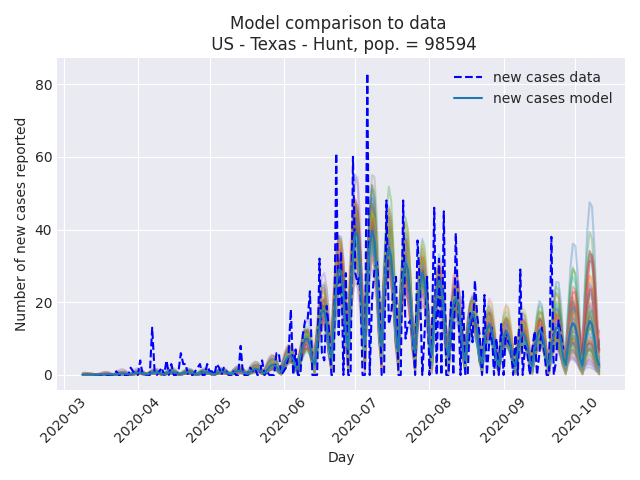 Model comparison to data
US - Texas - Hunt, pop. = 98594
new cases data
new cases model
Number of new cases reported
80
60
40
20
0
2020-03
2020-04
2020-05
2020-06
2020-07
2020-08
2020-09
2020-10
Day